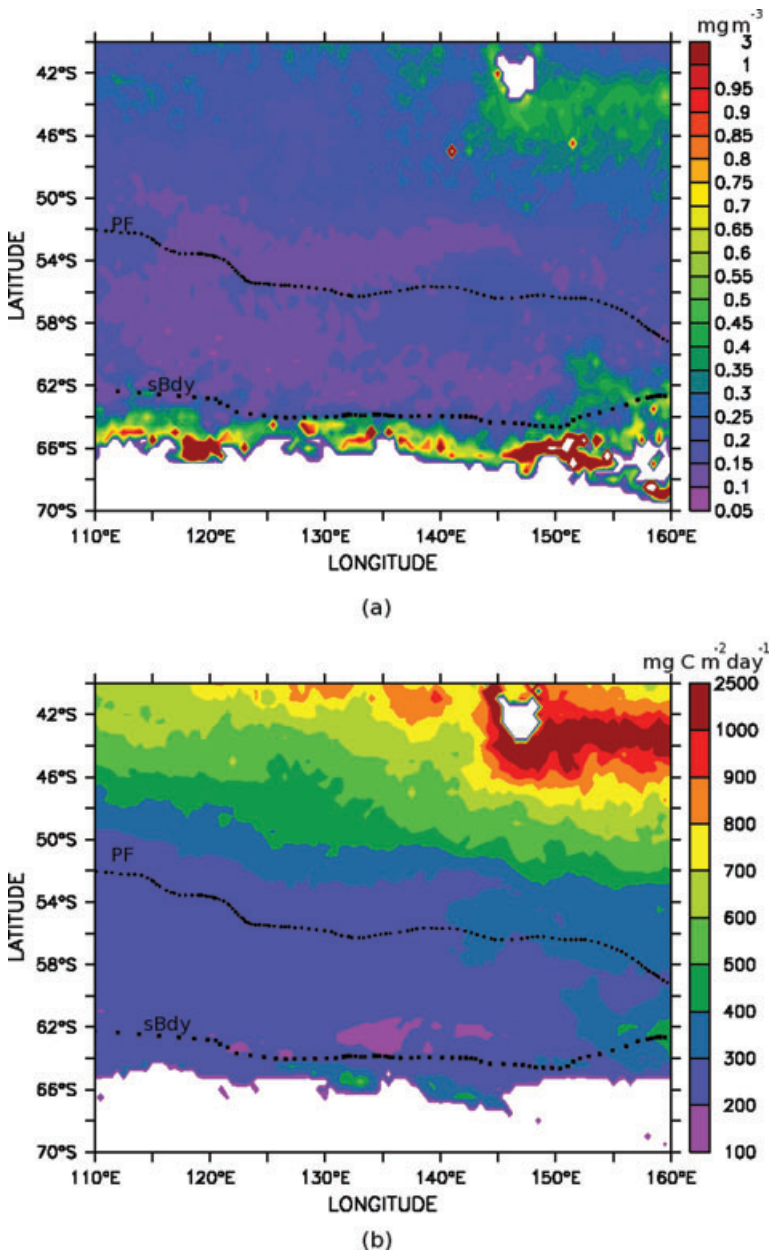 mg m⁻³
3
42°S
1
0.95
46°S
0.9
0.85
0.8
50°S
0.75
PF
0.7
0.65
LATITUDE
54°S
0.6
0.55
0.5
58°S
0.45
0.4
0.35
62°S
sBdy
0.3
0.25
66°S
0.2
0.15
0.1
70°S
0.05
110°E 120°E 130°E 140°E 150°E 160°E
LONGITUDE
(a)
mg C m⁻² day⁻¹
2500
42°S
1000
46°S
900
50°S
800
PF
700
LATITUDE
54°S
600
58°S
500
400
62°S
sBdy
300
66°S
200
70°S
100
110°E 120°E 130°E 140°E 150°E 160°E
LONGITUDE
(b)